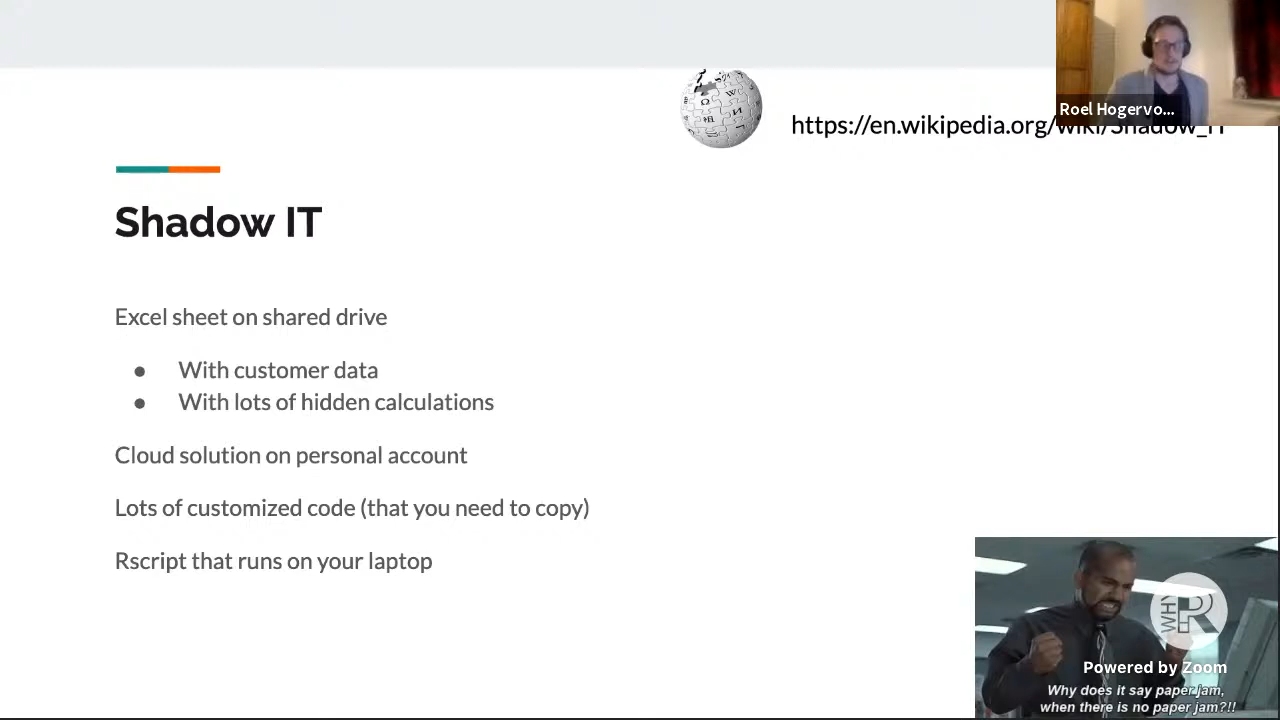 https://en.wikipedia.org/wiki/Shadow_IT
Roel Hogervo...
Shadow IT
Excel sheet on shared drive
● With customer data
● With lots of hidden calculations
Cloud solution on personal account
Lots of customized code (that you need to copy)
Rscript that runs on your laptop
WHY R
Powered by Zoom
Why does it say paper jam,
when there is no paper jam?!!